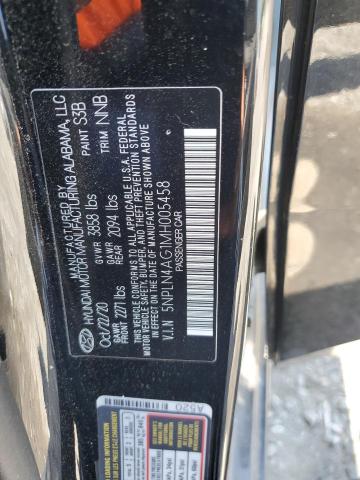 MANUFACTURED BY
HYUNDAI MOTOR MANUFACTURING ALABAMA, LLC
Oct/22/20 GVWR 3858 lbs PAINT S3B
GAWR FRONT 2271 lbs GAWR REAR 2094 lbs TRIM NNB
THIS VEHICLE CONFORMS TO ALL APPLICABLE U.S.A. FEDERAL
MOTOR VEHICLE SAFETY, BUMPER, AND THEFT PREVENTION STANDARDS
IN EFFECT ON THE DATE OF MANUFACTURE SHOWN ABOVE
V.I.N 5NPLN4AG1MH005458
PASSENGER CAR
A520